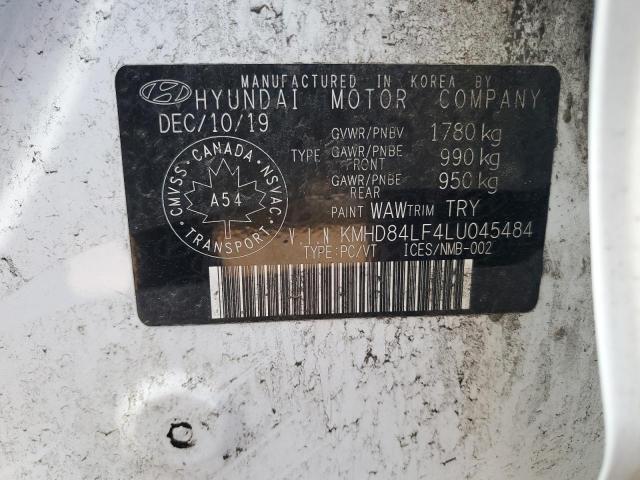 MANUFACTURED IN KOREA BY
HYUNDAI MOTOR COMPANY
DEC/10/19
GVWR/PNBV 1780 kg
TYPE GAWR/PNBE FRONT 990 kg
GAWR/PNBE REAR 950 kg
CMVSS CANADA NSVAC
A54
TRANSPORT
PAINT WAW TRIM TRY
V.I.N KMHD84LF4LU045484
TYPE:PC/VT ICES/NMB-002